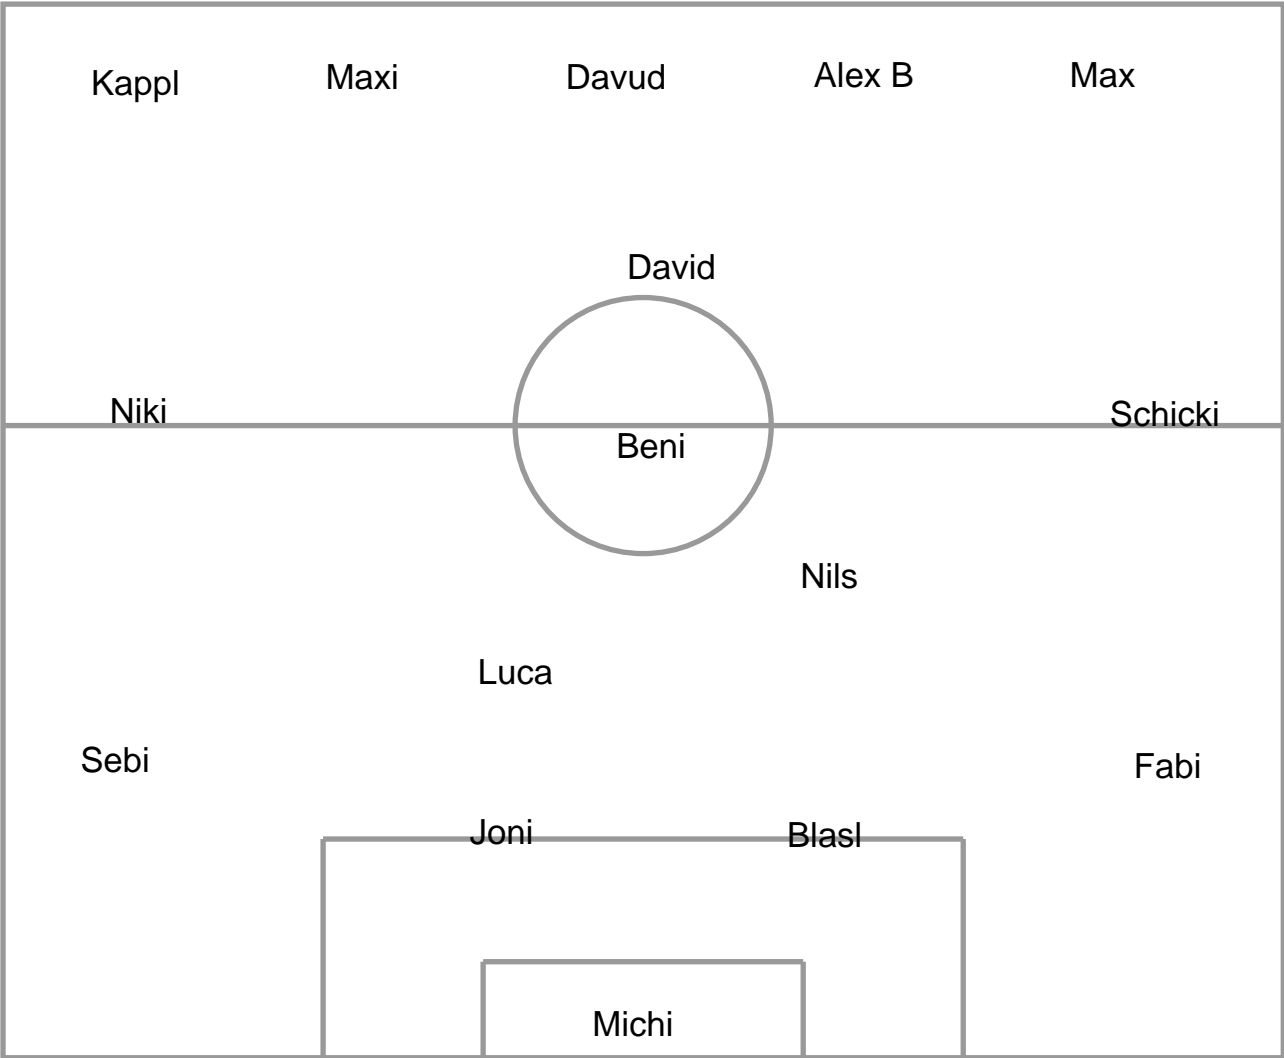 Kappl Maxi Davud Alex B Max
David
Niki Schicki
Beni
Nils
Luca
Sebi Fabi
Joni Blasl
Michi